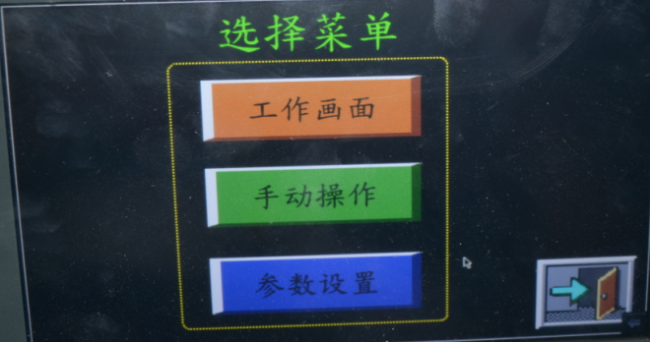 选择菜单
工作画面
手动操作
参数设置